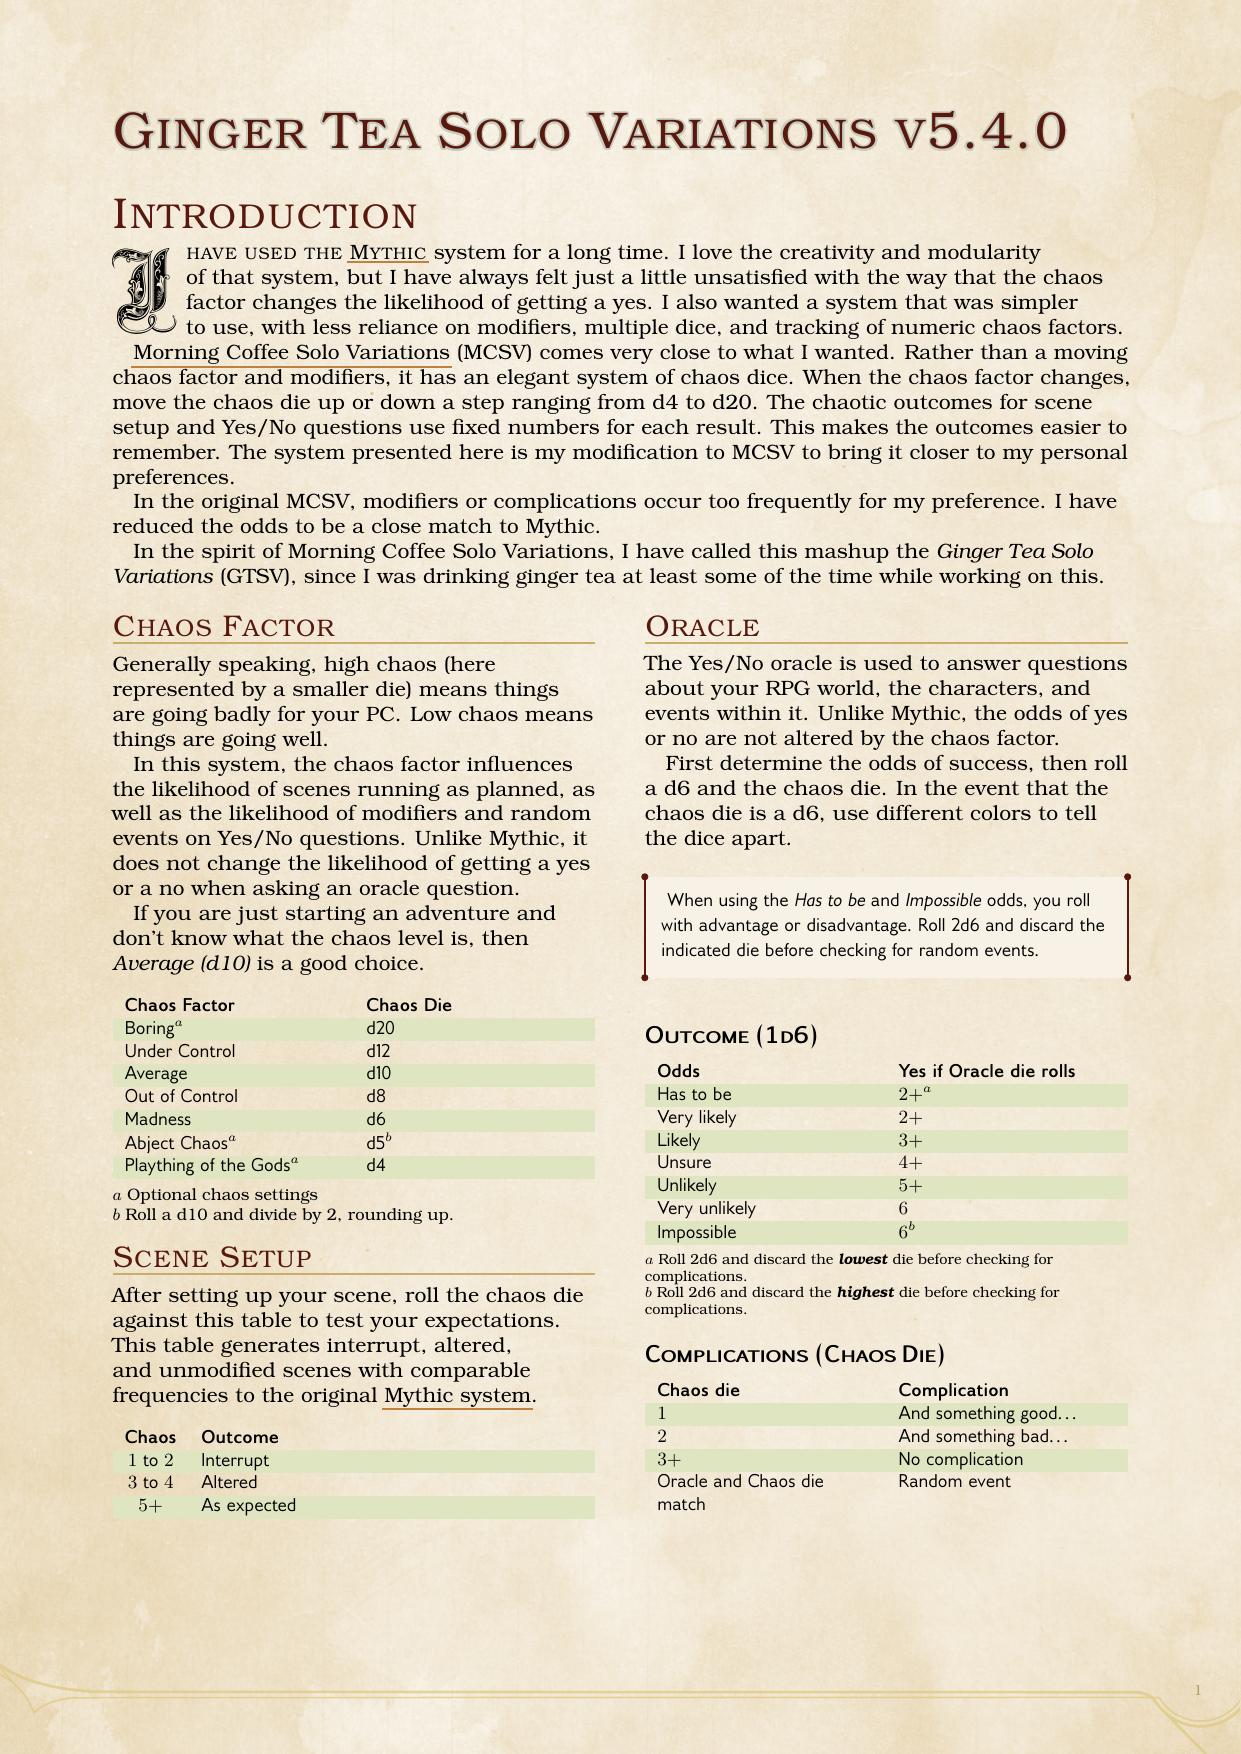 Ginger Tea Solo Variations v5.4.0
Introduction
I have used the Mythic system for a long time. I love the creativity and modularity
of that system, but I have always felt just a little unsatisfied with the way that the chaos
factor changes the likelihood of getting a yes. I also wanted a system that was simpler
to use, with less reliance on modifiers, multiple dice, and tracking of numeric chaos factors.
Morning Coffee Solo Variations (MCSV) comes very close to what I wanted. Rather than a moving
chaos factor and modifiers, it has an elegant system of chaos dice. When the chaos factor changes,
move the chaos die up or down a step ranging from d4 to d20. The chaotic outcomes for scene
setup and Yes/No questions use fixed numbers for each result. This makes the outcomes easier to
remember. The system presented here is my modification to MCSV to bring it closer to my personal
preferences.
In the original MCSV, modifiers or complications occur too frequently for my preference. I have
reduced the odds to be a close match to Mythic.
In the spirit of Morning Coffee Solo Variations, I have called this mashup the Ginger Tea Solo
Variations (GTSV), since I was drinking ginger tea at least some of the time while working on this.
Chaos Factor
Generally speaking, high chaos (here
represented by a smaller die) means things
are going badly for your PC. Low chaos means
things are going well.
In this system, the chaos factor influences
the likelihood of scenes running as planned, as
well as the likelihood of modifiers and random
events on Yes/No questions. Unlike Mythic, it
does not change the likelihood of getting a yes
or a no when asking an oracle question.
If you are just starting an adventure and
don't know what the chaos level is, then
Average (d10) is a good choice.
Chaos Factor Chaos Die
Boring^a d20
Under Control d12
Average d10
Out of Control d8
Madness d6
Abject Chaos^a d5^b
Plaything of the Gods^a d4
a Optional chaos settings
b Roll a d10 and divide by 2, rounding up.
Scene Setup
After setting up your scene, roll the chaos die
against this table to test your expectations.
This table generates interrupt, altered,
and unmodified scenes with comparable
frequencies to the original Mythic system.
Chaos Outcome
1 to 2 Interrupt
3 to 4 Altered
5+ As expected
Oracle
The Yes/No oracle is used to answer questions
about your RPG world, the characters, and
events within it. Unlike Mythic, the odds of yes
or no are not altered by the chaos factor.
First determine the odds of success, then roll
a d6 and the chaos die. In the event that the
chaos die is a d6, use different colors to tell
the dice apart.
When using the Has to be and Impossible odds, you roll
with advantage or disadvantage. Roll 2d6 and discard the
indicated die before checking for random events.
Outcome (1d6)
Odds Yes if Oracle die rolls
Has to be 2+^a
Very likely 2+
Likely 3+
Unsure 4+
Unlikely 5+
Very unlikely 6
Impossible 6^b
a Roll 2d6 and discard the lowest die before checking for
complications.
b Roll 2d6 and discard the highest die before checking for
complications.
Complications (Chaos Die)
Chaos die Complication
1 And something good...
2 And something bad...
3+ No complication
Oracle and Chaos die Random event
match
1